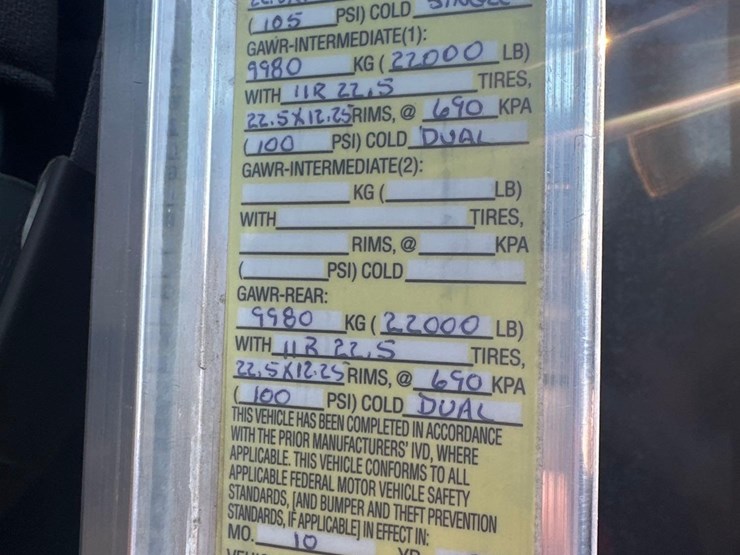 (105 PSI) COLD SINGLE
GAWR-INTERMEDIATE(1):
9980 KG (22000 LB)
WITH 11R 22.5 TIRES,
22.5X12.25 RIMS, @ 690 KPA
(100 PSI) COLD DUAL
GAWR-INTERMEDIATE(2):
KG ( LB)
WITH TIRES,
RIMS, @ KPA
( PSI) COLD
GAWR-REAR:
9980 KG (22000 LB)
WITH 11R 22.5 TIRES,
22.5X12.25 RIMS, @ 690 KPA
(100 PSI) COLD DUAL
THIS VEHICLE HAS BEEN COMPLETED IN ACCORDANCE
WITH THE PRIOR MANUFACTURERS' IVD, WHERE
APPLICABLE. THIS VEHICLE CONFORMS TO ALL
APPLICABLE FEDERAL MOTOR VEHICLE SAFETY
STANDARDS, [AND BUMPER AND THEFT PREVENTION
STANDARDS, IF APPLICABLE] IN EFFECT IN:
MO. 10